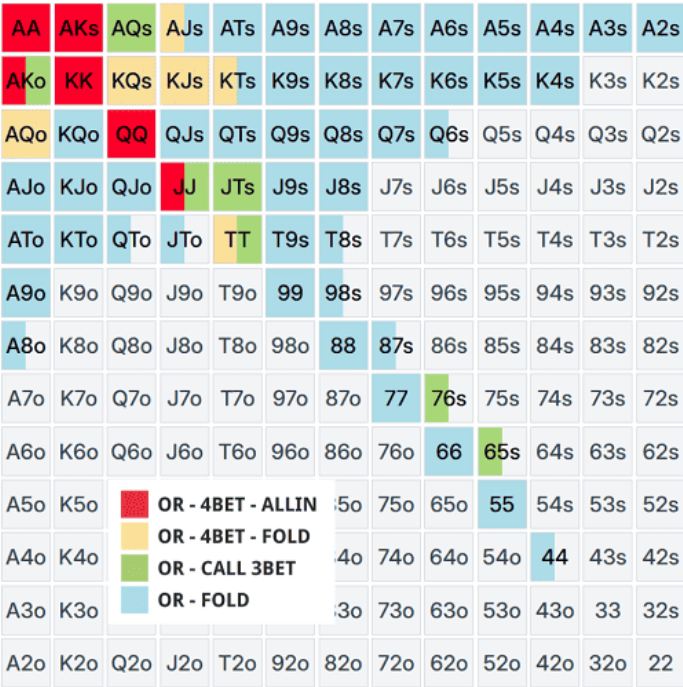 AA AKs AQs AJs ATs A9s A8s A7s A6s A5s A4s A3s A2s
AKo KK KQs KJs KTs K9s K8s K7s K6s K5s K4s K3s K2s
AQo KQo QQ QJs QTs Q9s Q8s Q7s Q6s Q5s Q4s Q3s Q2s
AJo KJo QJo JJ JTs J9s J8s J7s J6s J5s J4s J3s J2s
ATo KTo QTo JTo TT T9s T8s T7s T6s T5s T4s T3s T2s
A9o K9o Q9o J9o T9o 99 98s 97s 96s 95s 94s 93s 92s
A8o K8o Q8o J8o T8o 98o 88 87s 86s 85s 84s 83s 82s
A7o K7o Q7o J7o T7o 97o 87o 77 76s 75s 74s 73s 72s
A6o K6o Q6o J6o T6o 96o 86o 76o 66 65s 64s 63s 62s
A5o K5o 5o 75o 65o 55 54s 53s 52s
A4o K4o 4o 74o 64o 54o 44 43s 42s
A3o K3o 3o 73o 63o 53o 43o 33 32s
A2o K2o Q2o J2o T2o 92o 82o 72o 62o 52o 42o 32o 22
OR - 4BET - ALLIN
OR - 4BET - FOLD
OR - CALL 3BET
OR - FOLD